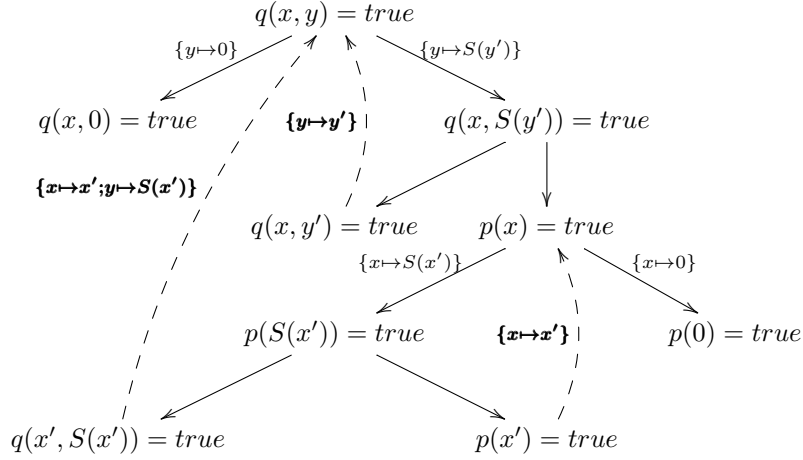 q(x, y) = true
{y↦0} {y↦S(y′)}
q(x, 0) = true {y↦y′} q(x, S(y′)) = true
{x↦x′;y↦S(x′)}
q(x, y′) = true p(x) = true
{x↦S(x′)} {x↦0}
p(S(x′)) = true {x↦x′} p(0) = true
q(x′, S(x′)) = true p(x′) = true